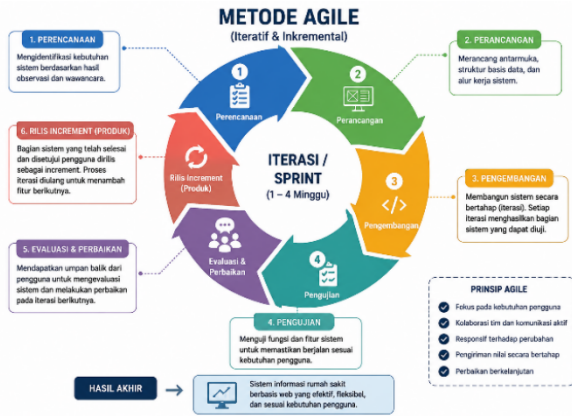 METODE AGILE
(Iteratif & Inkremental)
1. PERENCANAAN
Mengidentifikasi kebutuhan
sistem berdasarkan hasil
observasi dan wawancara.
2. PERANCANGAN
Merancang antarmuka,
struktur basis data, dan
alur kerja sistem.
1
Perencanaan
2
Perancangan
6. RILIS INCREMENT (PRODUK)
Bagian sistem yang telah selesai
dan disetujui pengguna dirilis
sebagai increment. Proses
iterasi diulang untuk menambah
fitur berikutnya.
Rilis Increment
(Produk)
ITERASI /
SPRINT
(1 – 4 Minggu)
3
</>
Pengembangan
3. PENGEMBANGAN
Membangun sistem secara
bertahap (iterasi). Setiap
iterasi menghasilkan bagian
sistem yang dapat diuji.
5. EVALUASI & PERBAIKAN
Mendapatkan umpan balik dari
pengguna untuk mengevaluasi
sistem dan melakukan perbaikan
pada iterasi berikutnya.
Evaluasi &
Perbaikan
4
Pengujian
4. PENGUJIAN
Menguji fungsi dan fitur sistem
untuk memastikan berjalan sesuai
kebutuhan pengguna.
PRINSIP AGILE
Fokus pada kebutuhan pengguna
Kolaborasi tim dan komunikasi aktif
Responsif terhadap perubahan
Pengiriman nilai secara bertahap
Perbaikan berkelanjutan
HASIL AKHIR
Sistem informasi rumah sakit
berbasis web yang efektif, fleksibel,
dan sesuai kebutuhan pengguna.